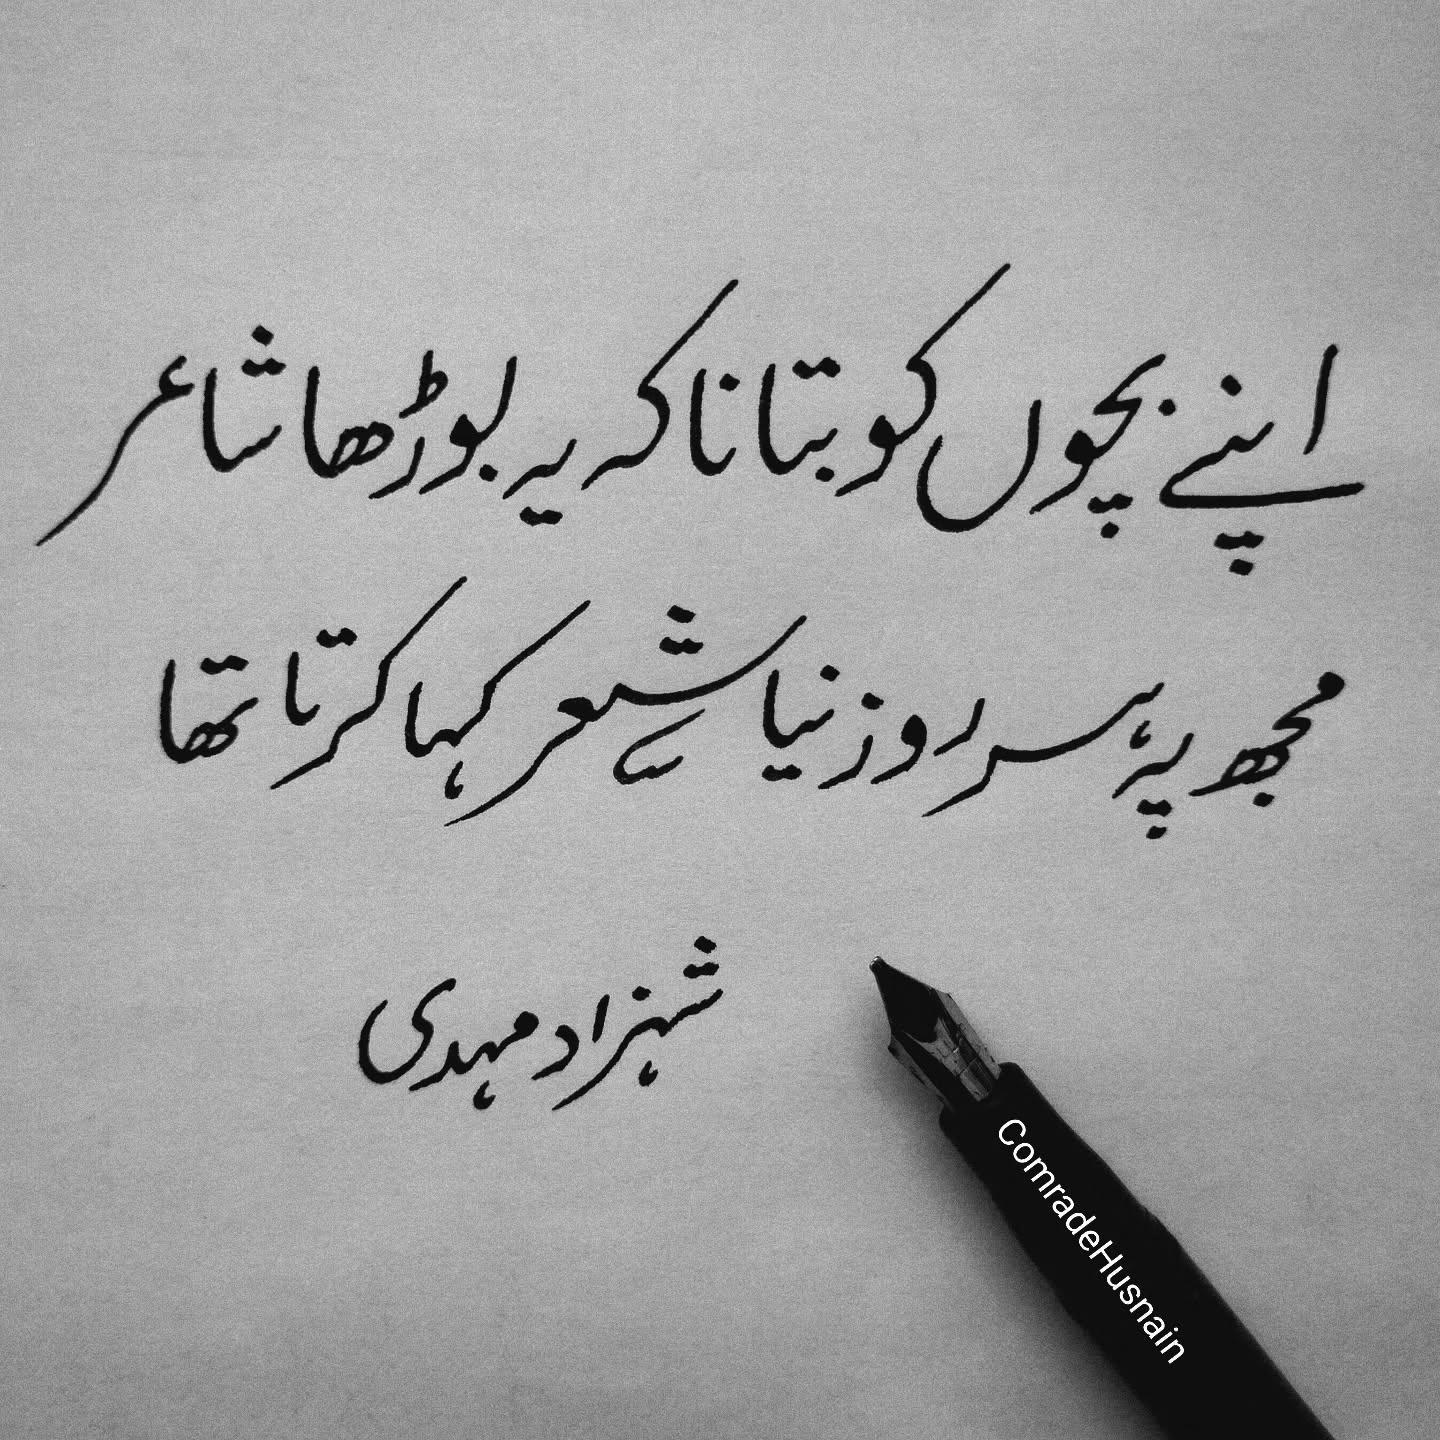 اپنے بچوں کو بتانا کہ یہ بوڑھا شاعر
مجھ پہ ہر روز نیا شعر کہا کرتا تھا
شہزاد مہدی
ComradeHusnain